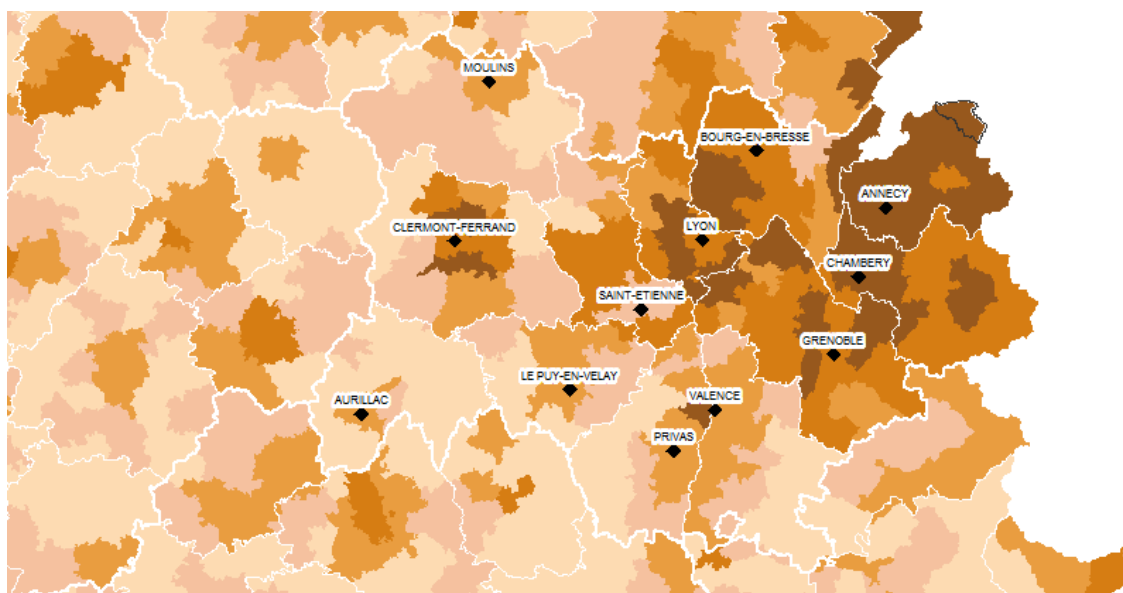 MOULINS
BOURG-EN-BRESSE
ANNECY
CLERMONT-FERRAND
LYON
CHAMBERY
SAINT-ETIENNE
GRENOBLE
LE PUY-EN-VELAY
AURILLAC
VALENCE
PRIVAS